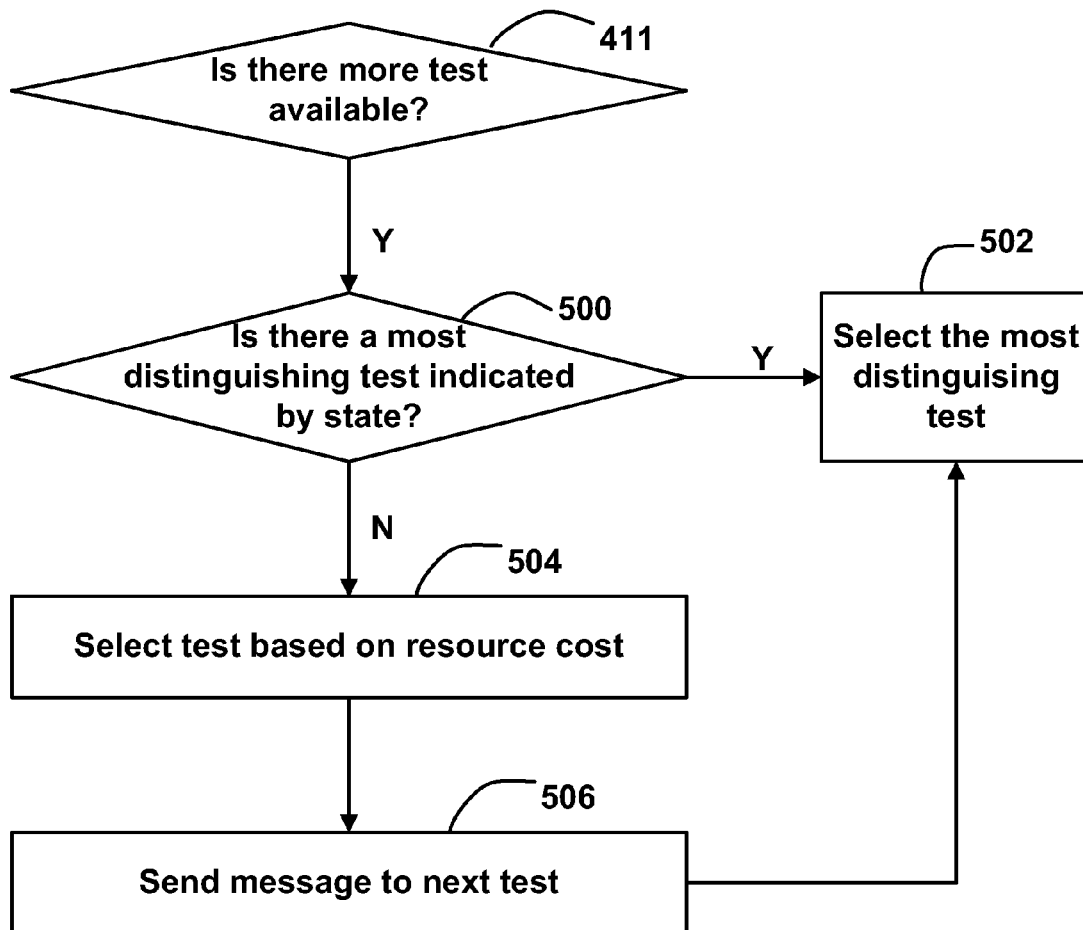 411
Is there more test
available?
Y
500
Is there a most
distinguishing test indicated
by state?
Y
502
Select the most
distinguising
test
N
504
Select test based on resource cost
506
Send message to next test